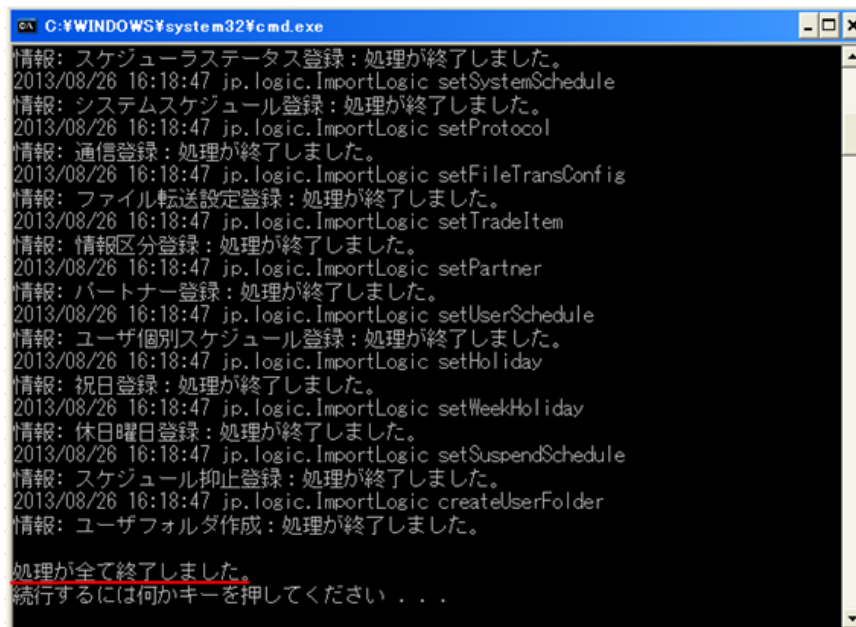 C:¥WINDOWS¥system32¥cmd.exe
情報: スケジューラステータス登録：処理が終了しました。
2013/08/26 16:18:47 jp.logic.ImportLogic setSystemSchedule
情報: システムスケジュール登録：処理が終了しました。
2013/08/26 16:18:47 jp.logic.ImportLogic setProtocol
情報: 通信登録：処理が終了しました。
2013/08/26 16:18:47 jp.logic.ImportLogic setFileTransConfig
情報: ファイル転送設定登録：処理が終了しました。
2013/08/26 16:18:47 jp.logic.ImportLogic setTradeItem
情報: 情報区分登録：処理が終了しました。
2013/08/26 16:18:47 jp.logic.ImportLogic setPartner
情報: パートナー登録：処理が終了しました。
2013/08/26 16:18:47 jp.logic.ImportLogic setUserSchedule
情報: ユーザ個別スケジュール登録：処理が終了しました。
2013/08/26 16:18:47 jp.logic.ImportLogic setHoliday
情報: 祝日登録：処理が終了しました。
2013/08/26 16:18:47 jp.logic.ImportLogic setWeekHoliday
情報: 休日曜日登録：処理が終了しました。
2013/08/26 16:18:47 jp.logic.ImportLogic setSuspendSchedule
情報: スケジュール抑止登録：処理が終了しました。
2013/08/26 16:18:47 jp.logic.ImportLogic createUserFolder
情報: ユーザフォルダ作成：処理が終了しました。
処理が全て終了しました。
続行するには何かキーを押してください . . .